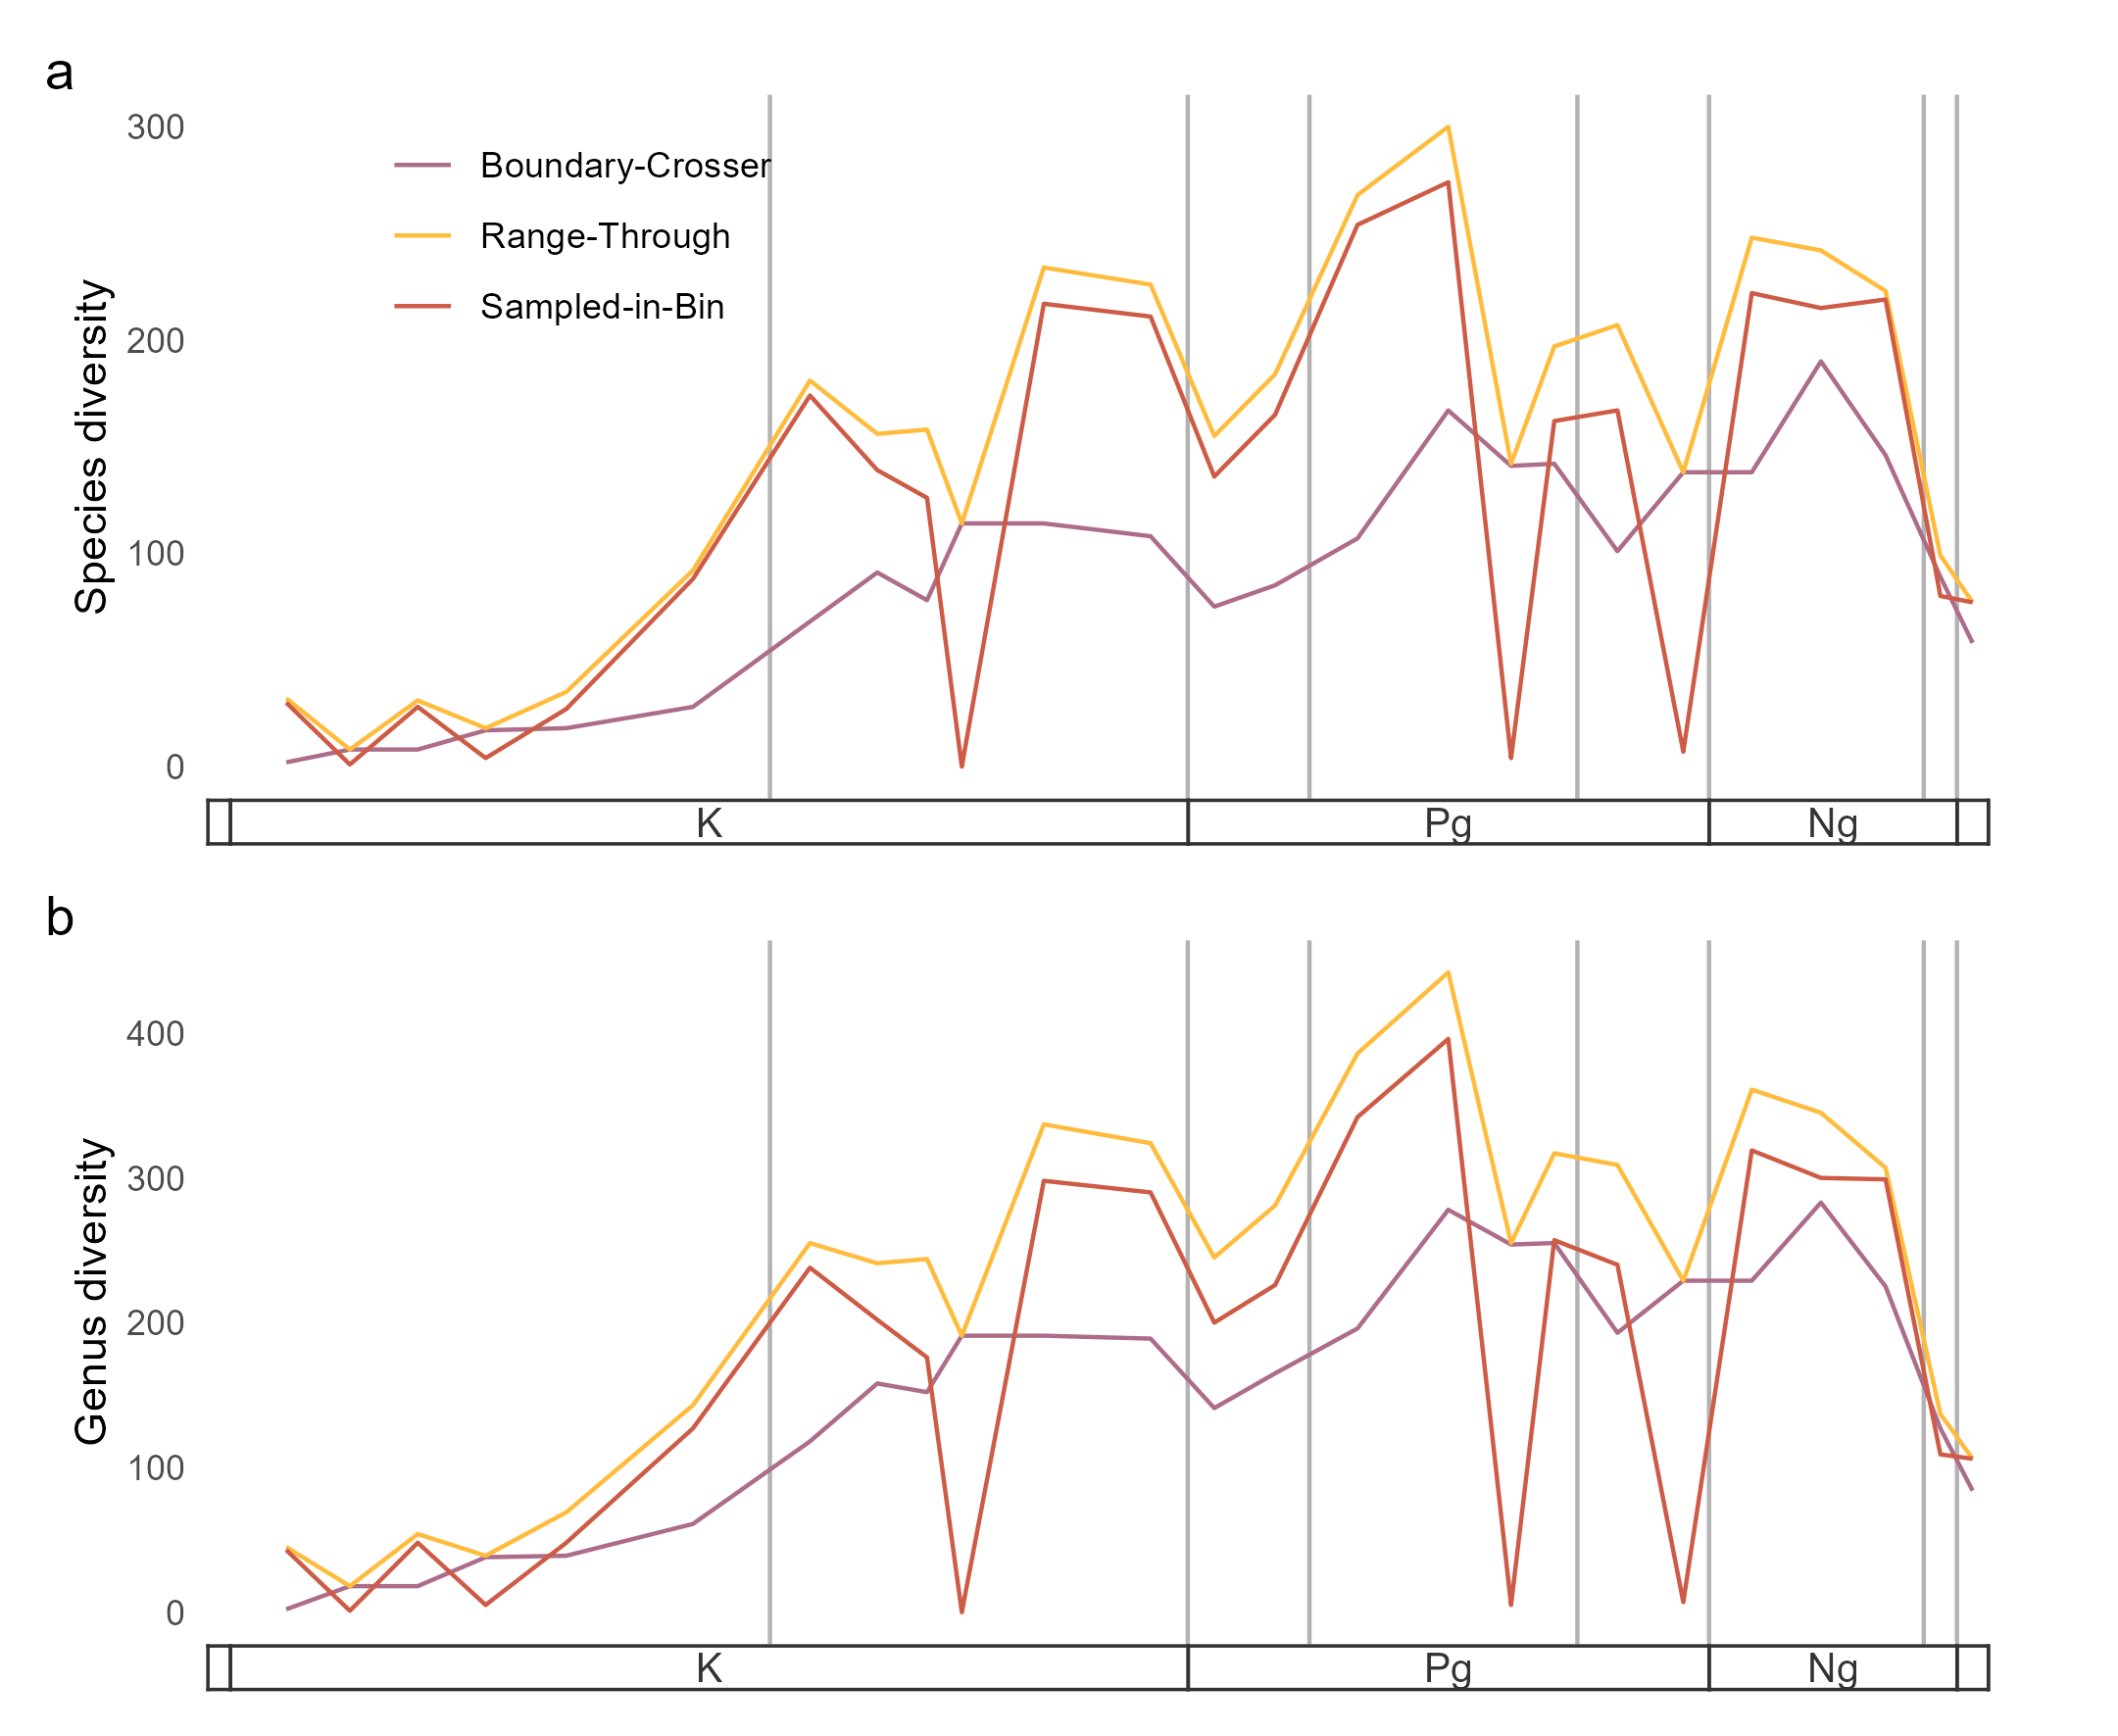 a
300
200
100
0
Species diversity
Boundary-Crosser
Range-Through
Sampled-in-Bin
K Pg Ng
b
400
300
200
100
0
Genus diversity
K Pg Ng